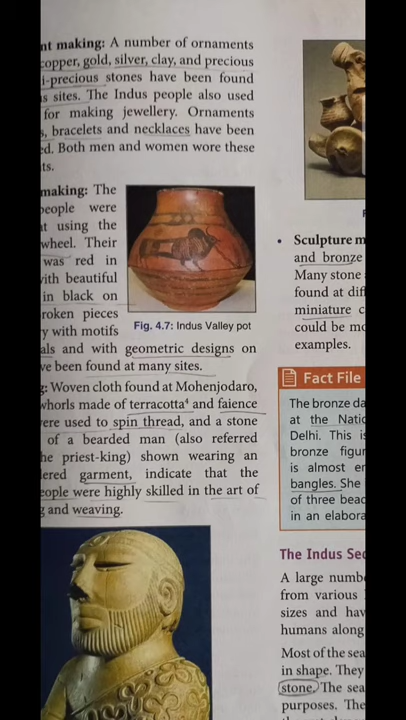 nt making: A number of ornaments
copper, gold, silver, clay, and precious
i-precious stones have been found
s sites. The Indus people also used
for making jewellery. Ornaments
s, bracelets and necklaces have been
ed. Both men and women wore these
ts.
making: The
people were
t using the
wheel. Their
was red in
with beautiful
in black on
roken pieces
y with motifs
als and with geometric designs on
ve been found at many sites.
Fig. 4.7: Indus Valley pot
g: Woven cloth found at Mohenjodaro,
whorls made of terracotta⁴ and faience
were used to spin thread, and a stone
of a bearded man (also referred
he priest-king) shown wearing an
ered garment, indicate that the
eople were highly skilled in the art of
g and weaving.
F
• Sculpture m
and bronze
Many stone
found at dif
miniature c
could be mo
examples.
Fact File
The bronze da
at the Natio
Delhi. This is
bronze figur
is almost en
bangles. She
of three bead
in an elabora
The Indus Sea
A large numbe
from various
sizes and hav
humans along
Most of the sea
in shape. They
stone. The sea
purposes. The